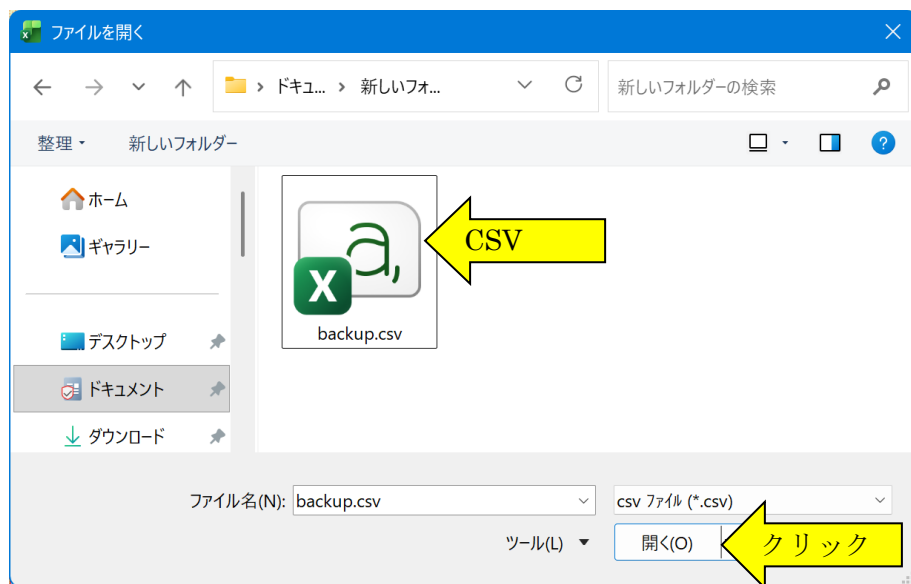 ファイルを開く
ドキュ... 新しいフォ... 新しいフォルダーの検索
整理 新しいフォルダー
ホーム
ギャラリー
デスクトップ
ドキュメント
ダウンロード
a,
X
backup.csv
CSV
ファイル名(N): backup.csv csv ファイル (*.csv)
ツール(L) 開く(O) クリック